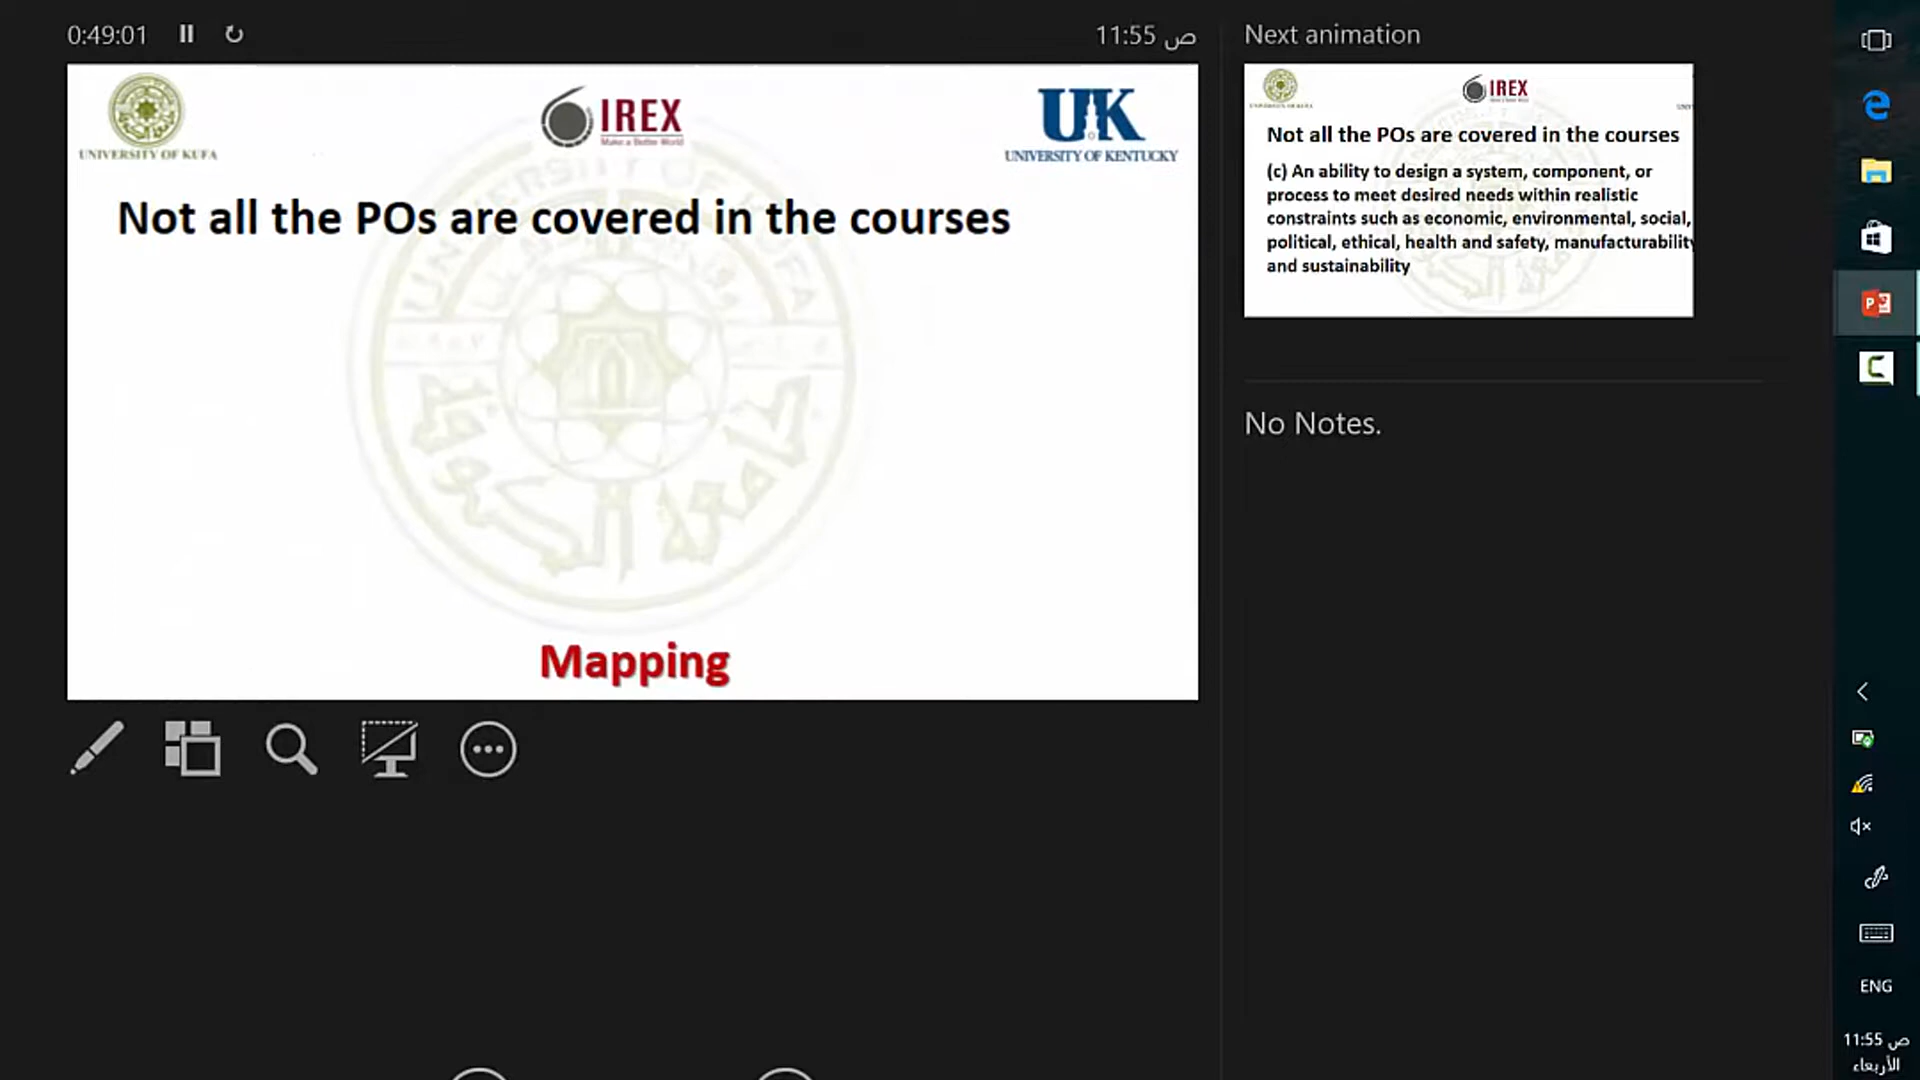 0:49:01
11:55 ص
Next animation
UNIVERSITY OF KUFA
IREX
Make a Better World
UK
UNIVERSITY OF KENTUCKY
Not all the POs are covered in the courses
Mapping
IREX
Not all the POs are covered in the courses
(c) An ability to design a system, component, or
process to meet desired needs within realistic
constraints such as economic, environmental, social,
political, ethical, health and safety, manufacturability
and sustainability
No Notes.
ENG
11:55 ص
الأربعاء